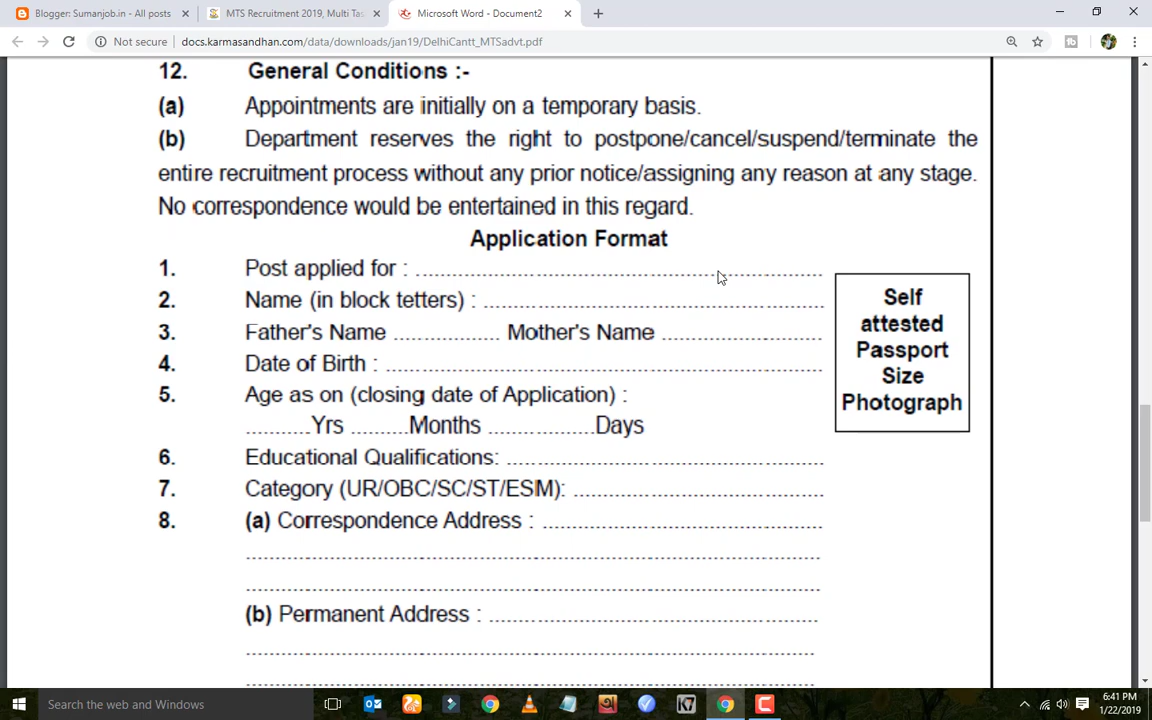 Blogger: Sumanjob.in - All posts
MTS Recruitment 2019, Multi Tas
Microsoft Word - Document2
Not secure
docs.karmasandhan.com/data/downloads/jan19/DelhiCantt_MTSadvt.pdf
12. General Conditions :-
(a) Appointments are initially on a temporary basis.
(b) Department reserves the right to postpone/cancel/suspend/terminate the
entire recruitment process without any prior notice/assigning any reason at any stage.
No correspondence would be entertained in this regard.
Application Format
1. Post applied for : ................................................
2. Name (in block tetters) : ................................................
3. Father's Name ................ Mother's Name ........................
4. Date of Birth : ................................................
5. Age as on (closing date of Application) :
..........Yrs .........Months ................Days
6. Educational Qualifications: ................................................
7. Category (UR/OBC/SC/ST/ESM): ................................................
8. (a) Correspondence Address : ................................................
................................................
................................................
(b) Permanent Address : ................................................
................................................
................................................
Self
attested
Passport
Size
Photograph
Search the web and Windows
6:41 PM
1/22/2019